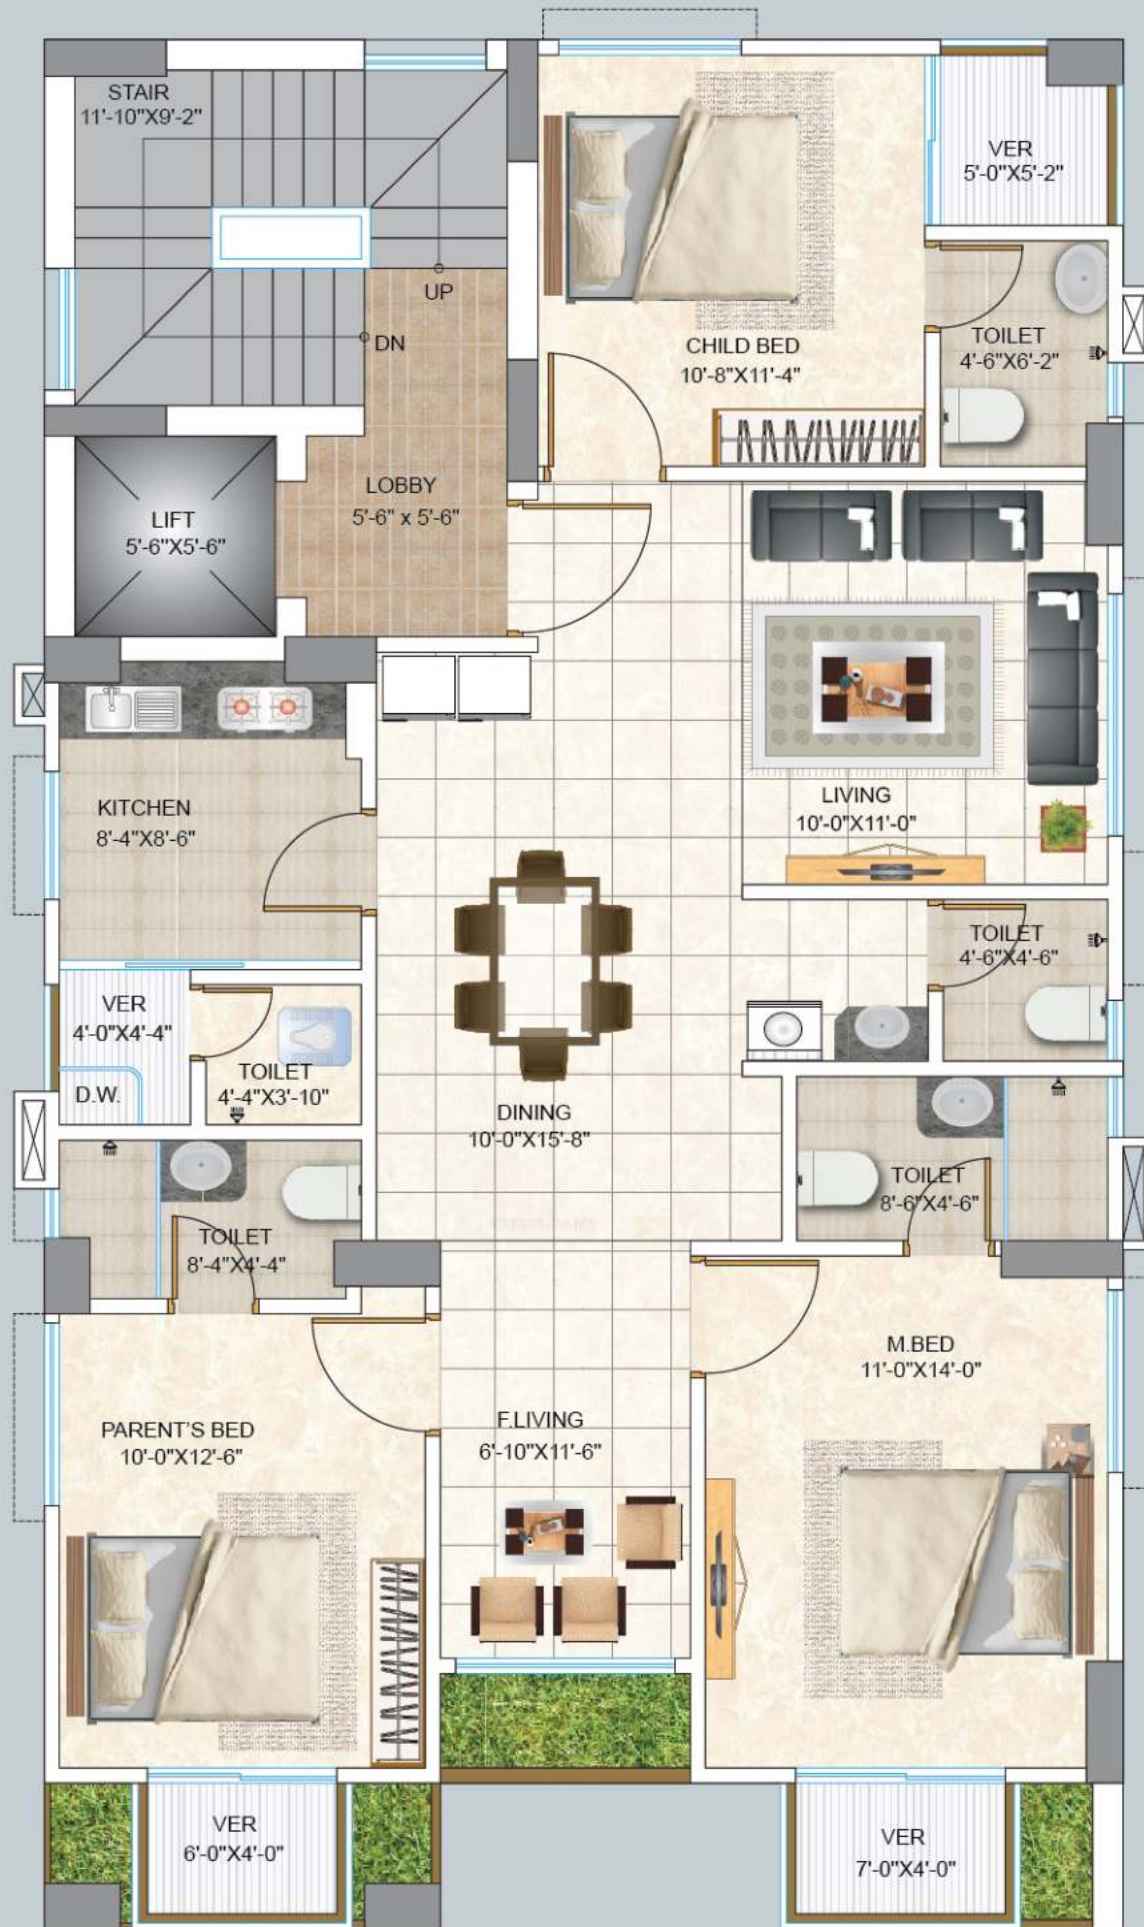 STAIR
11'-10"X9'-2"
VER
5'-0"X5'-2"
UP
DN
CHILD BED
10'-8"X11'-4"
TOILET
4'-6"X6'-2"
LOBBY
5'-6" x 5'-6"
LIFT
5'-6"X5'-6"
KITCHEN
8'-4"X8'-6"
LIVING
10'-0"X11'-0"
TOILET
4'-6"X4'-6"
VER
4'-0"X4'-4"
D.W.
TOILET
4'-4"X3'-10"
DINING
10'-0"X15'-8"
TOILET
8'-6"X4'-6"
TOILET
8'-4"X4'-4"
M.BED
11'-0"X14'-0"
PARENT'S BED
10'-0"X12'-6"
F.LIVING
6'-10"X11'-6"
VER
6'-0"X4'-0"
VER
7'-0"X4'-0"